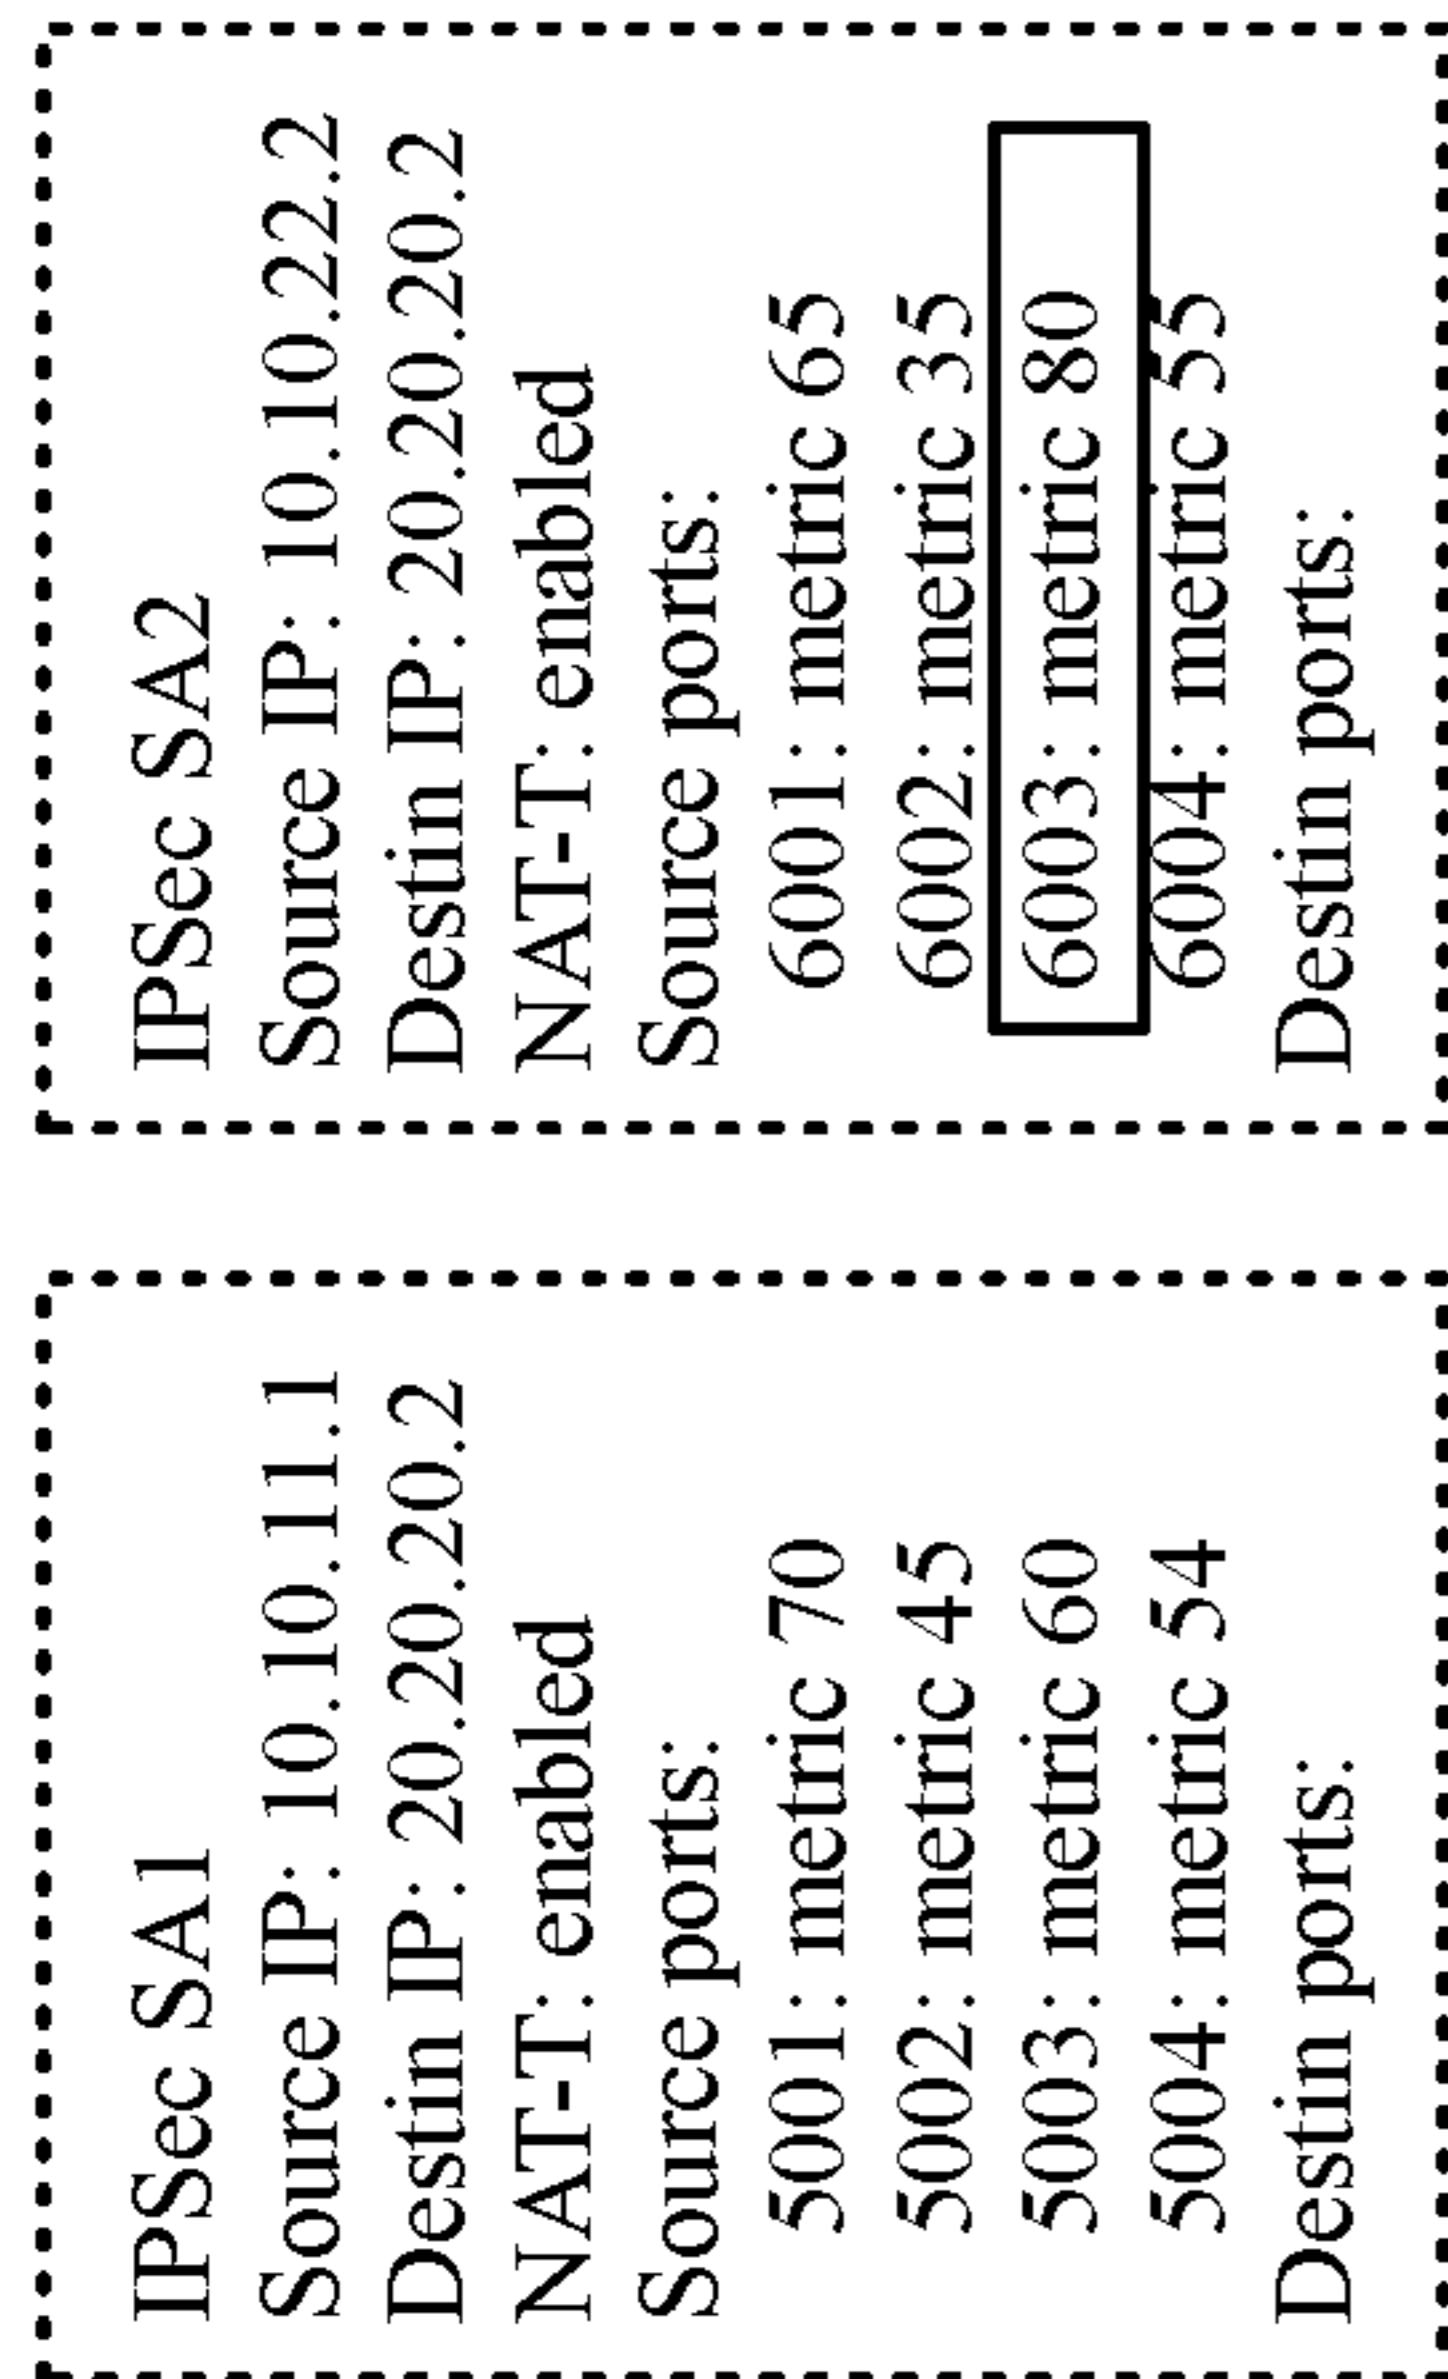 IPSec SA1
Source IP: 10.10.11.1
Destin IP: 20.20.20.2
NAT-T: enabled
Source ports:
5001: metric 70
5002: metric 45
5003: metric 60
5004: metric 54
Destin ports:
IPSec SA2
Source IP: 10.10.22.2
Destin IP: 20.20.20.2
NAT-T: enabled
Source ports:
6001: metric 65
6002: metric 35
6003: metric 80
6004: metric 55
Destin ports: